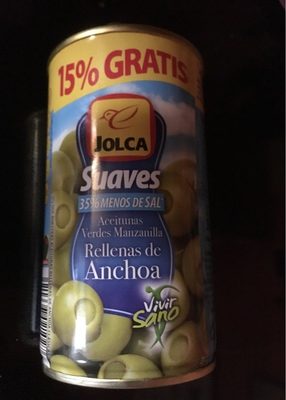 15% GRATIS
JOLCA
Suaves
35% MENOS DE SAL
Aceitunas
Verdes Manzanilla
Rellenas de
Anchoa
Vivir
Sano